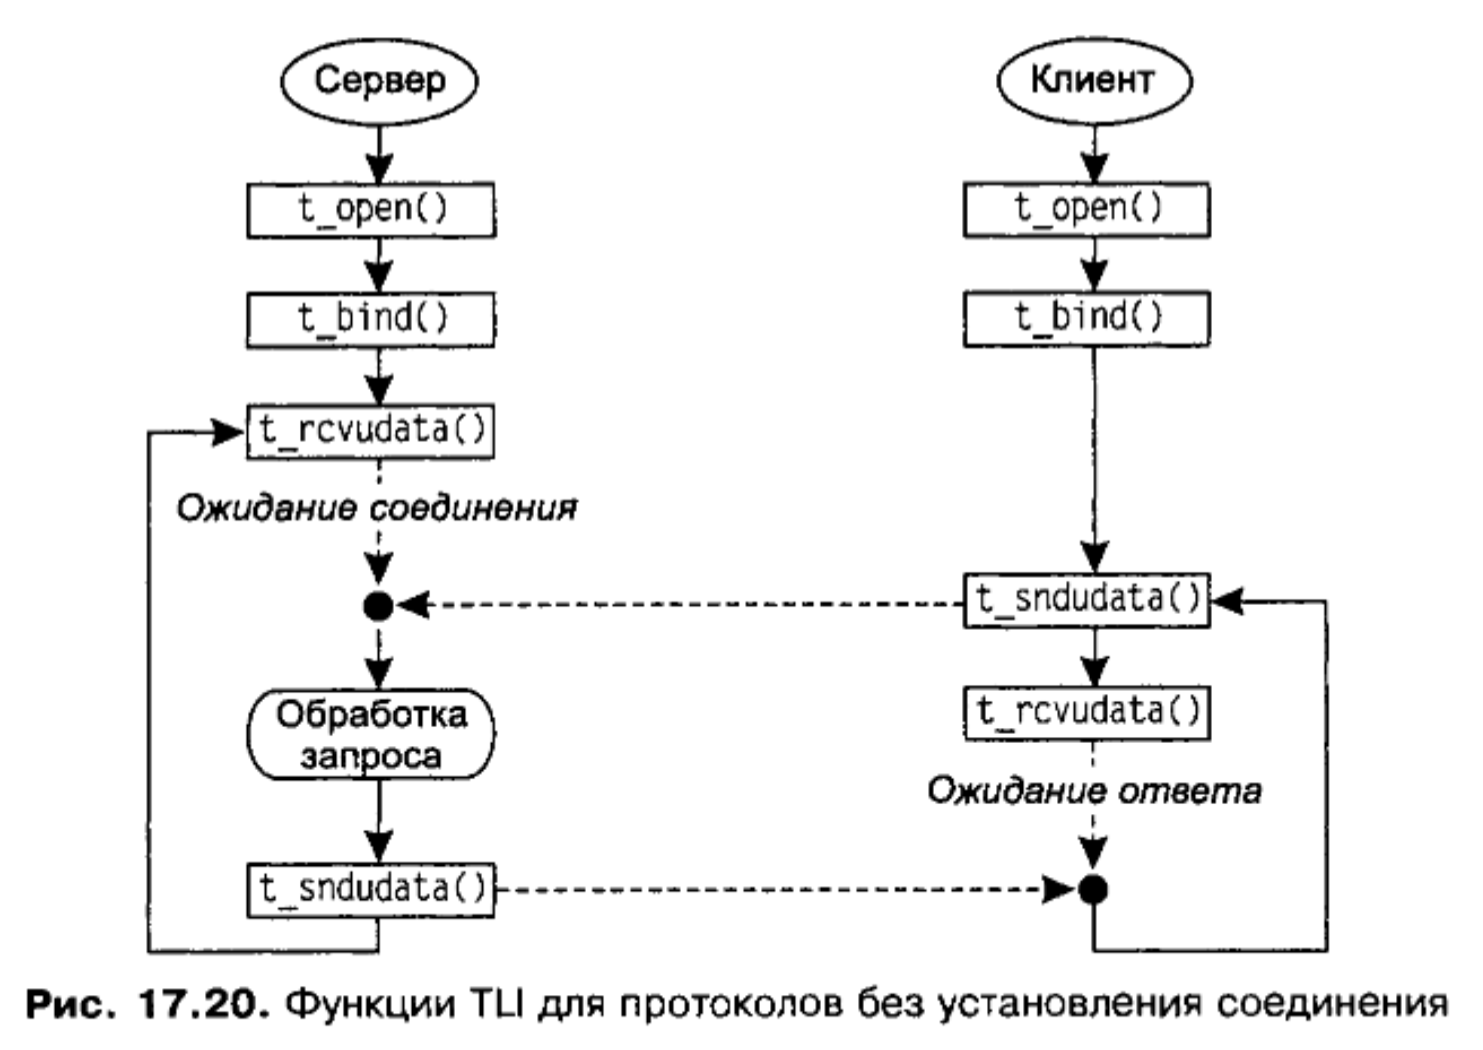 Сервер
t_open()
t_bind()
t_rcvudata()
Ожидание соединения
Обработка
запроса
t_sndudata()
Клиент
t_open()
t_bind()
t_sndudata()
t_rcvudata()
Ожидание ответа
Рис. 17.20. Функции TLI для протоколов без установления соединения